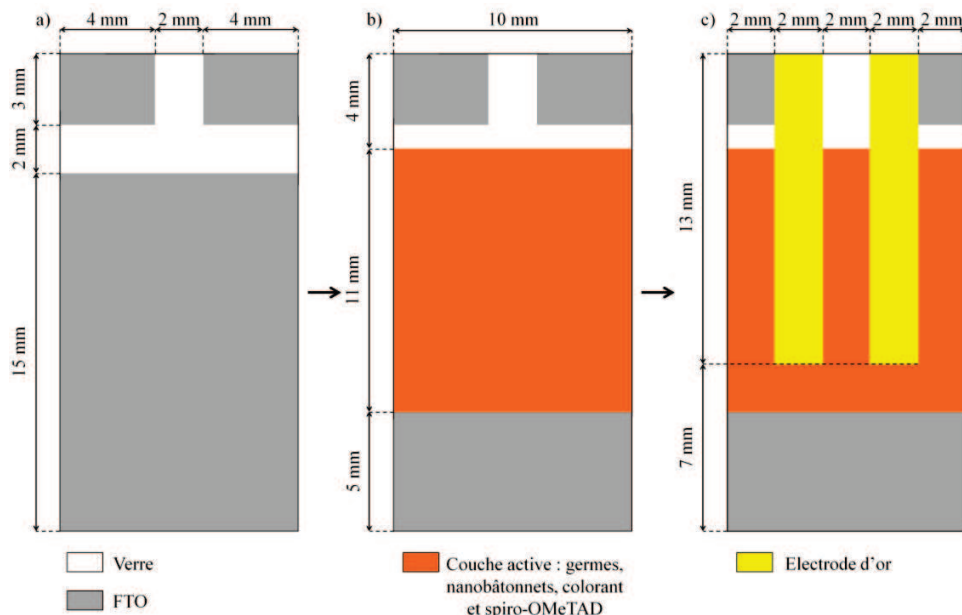 a)
4 mm 2 mm 4 mm
3 mm
2 mm
15 mm
b)
10 mm
4 mm
11 mm
5 mm
c)
2 mm 2 mm 2 mm 2 mm 2 mm
13 mm
7 mm
Verre
FTO
Couche active : germes,
nanobâtonnets, colorant
et spiro-OMeTAD
Electrode d'or